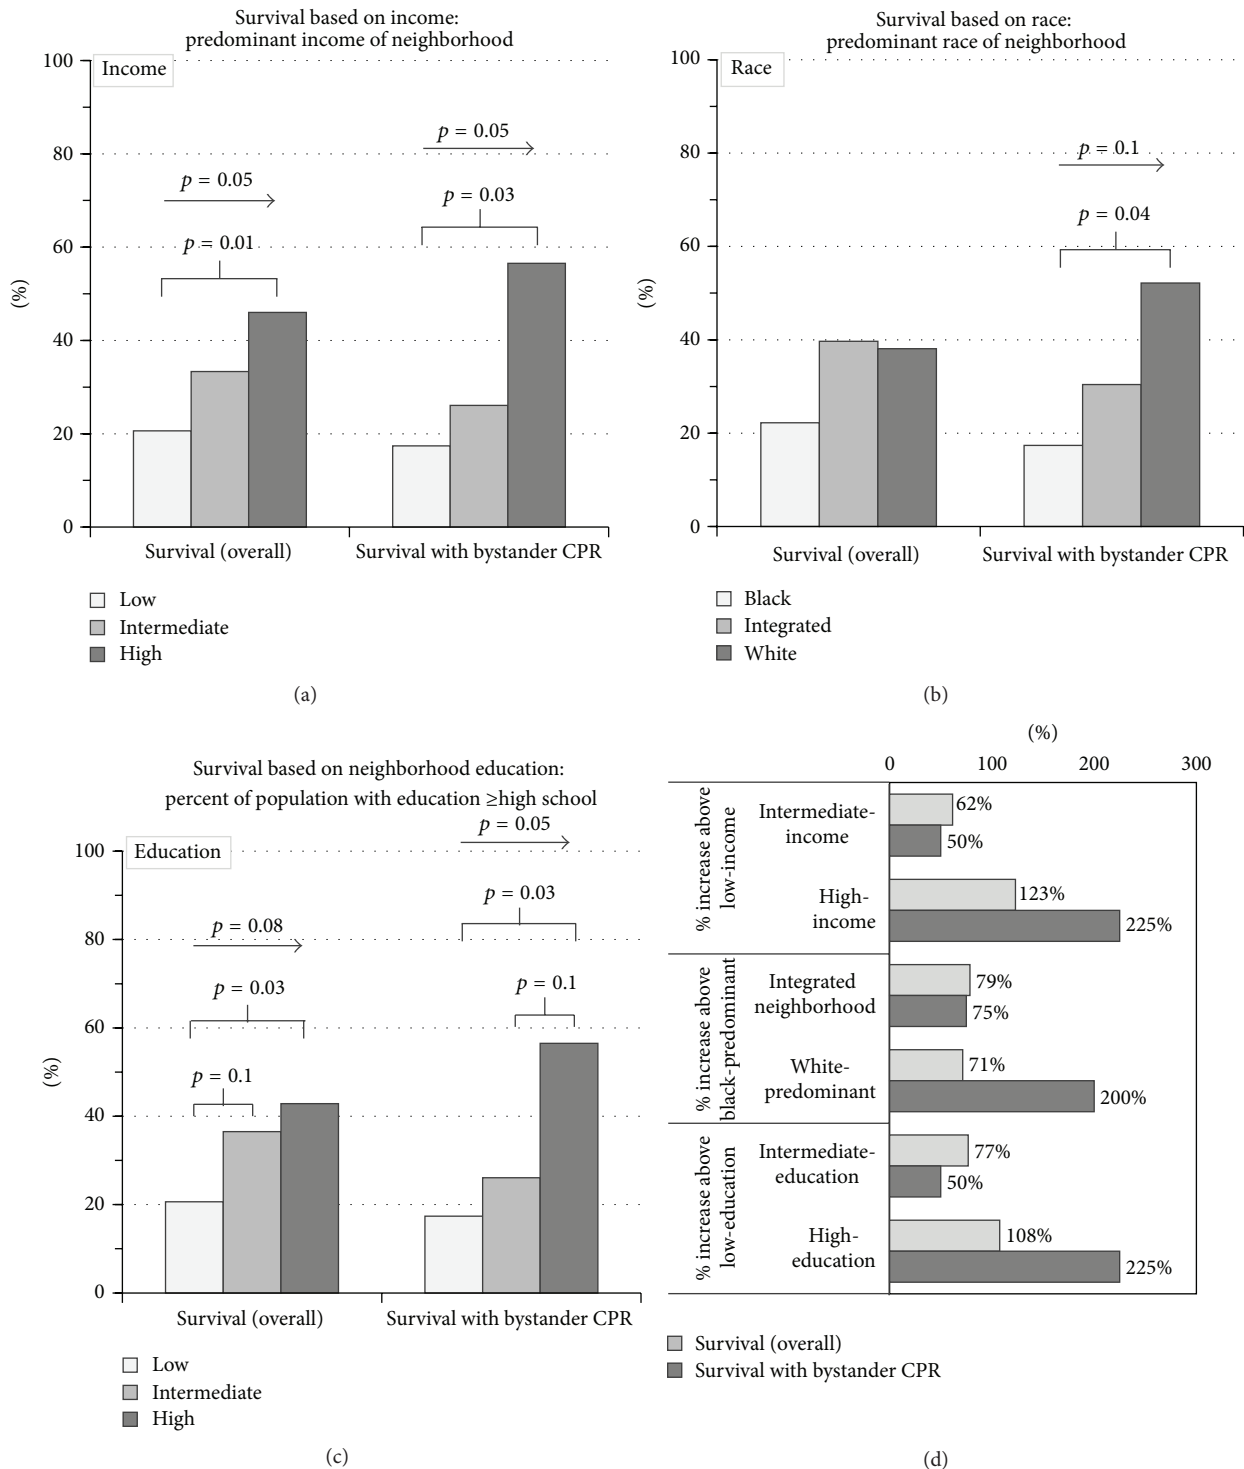 Survival based on income:
predominant income of neighborhood
100
Income
80
60
40
20
0
(%)
p = 0.05
p = 0.01
p = 0.05
p = 0.03
Survival (overall)
Survival with bystander CPR
Low
Intermediate
High
(a)
Survival based on race:
predominant race of neighborhood
100
Race
80
60
40
20
0
(%)
p = 0.1
p = 0.04
Survival (overall)
Survival with bystander CPR
Black
Integrated
White
(b)
Survival based on neighborhood education:
percent of population with education ≥high school
100
Education
80
60
40
20
0
(%)
p = 0.08
p = 0.03
p = 0.1
p = 0.05
p = 0.03
p = 0.1
Survival (overall)
Survival with bystander CPR
Low
Intermediate
High
(c)
(%)
0 100 200 300
% increase above
low-income
Intermediate-
income
62%
50%
High-
income
123%
225%
% increase above
black-predominant
Integrated
neighborhood
79%
75%
White-
predominant
71%
200%
% increase above
low-education
Intermediate-
education
77%
50%
High-
education
108%
225%
Survival (overall)
Survival with bystander CPR
(d)